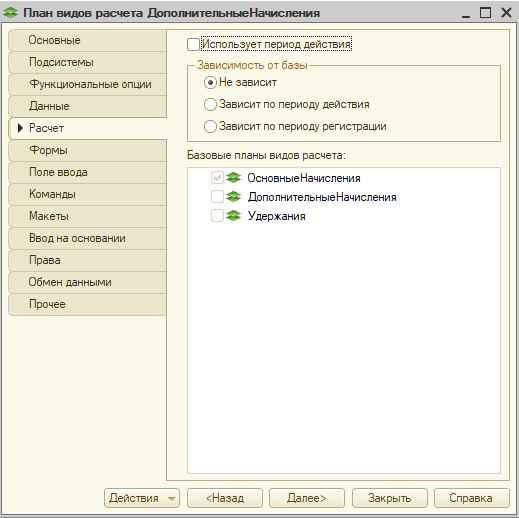 План видов расчета ДополнительныеНачисления
Основные
Подсистемы
Функциональные опции
Данные
Расчет
Формы
Поле ввода
Команды
Макеты
Ввод на основании
Права
Обмен данными
Прочее
Использует период действия
Зависимость от базы
Не зависит
Зависит по периоду действия
Зависит по периоду регистрации
Базовые планы видов расчета:
ОсновныеНачисления
ДополнительныеНачисления
Удержания
Действия
<Назад
Далее>
Закрыть
Справка